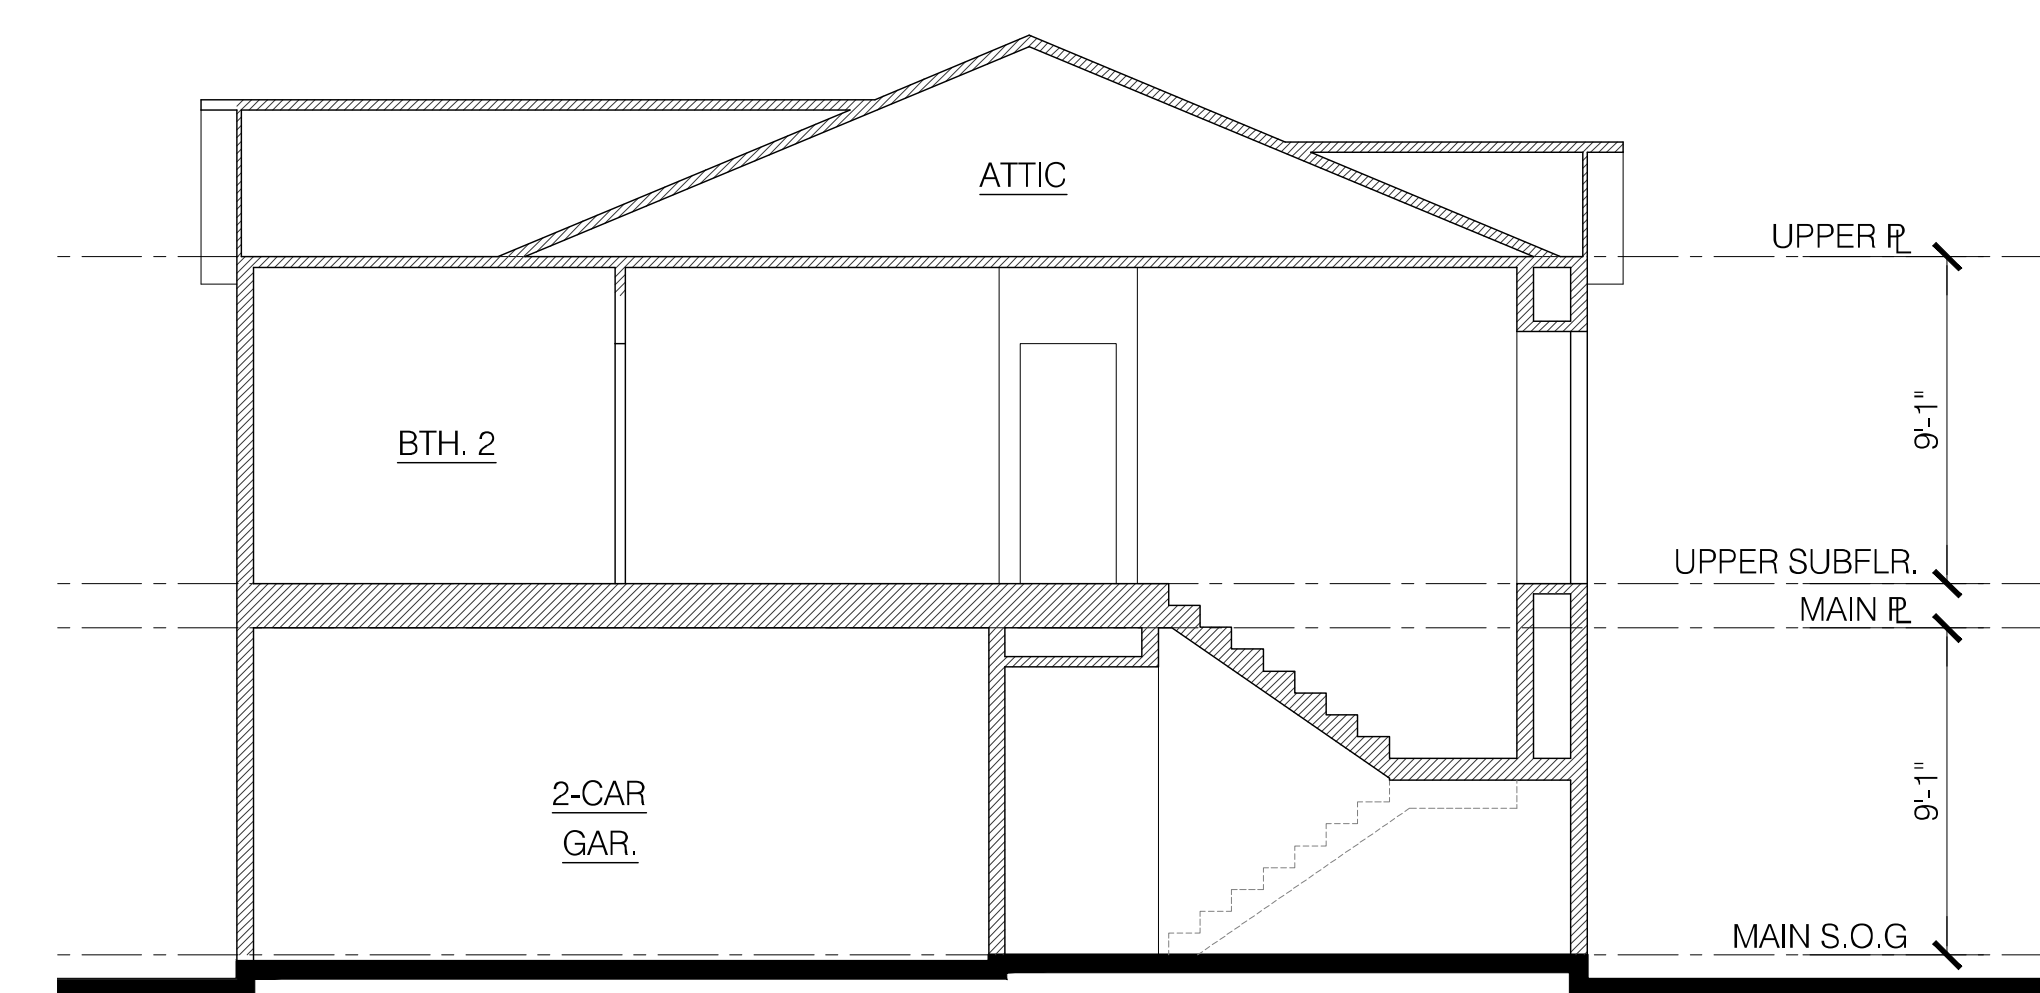 ATTIC
UPPER PL
BTH. 2
9'-1"
UPPER SUBFLR.
MAIN PL
2-CAR
GAR.
9'-1"
MAIN S.O.G